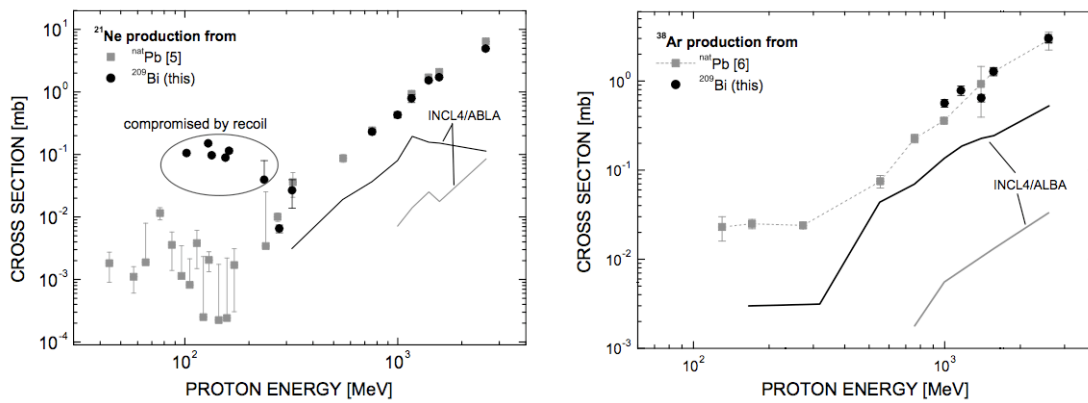 ²¹Ne production from
ⁿᵃᵗPb [5]
²⁰⁹Bi (this)
compromised by recoil
INCL4/ABLA
CROSS SECTION [mb]
10¹
10⁰
10⁻¹
10⁻²
10⁻³
10⁻⁴
10²
10³
PROTON ENERGY [MeV]
³⁸Ar production from
ⁿᵃᵗPb [6]
²⁰⁹Bi (this)
INCL4/ALBA
CROSS SECTION [mb]
10⁰
10⁻¹
10⁻²
10⁻³
10²
10³
PROTON ENERGY [MeV]